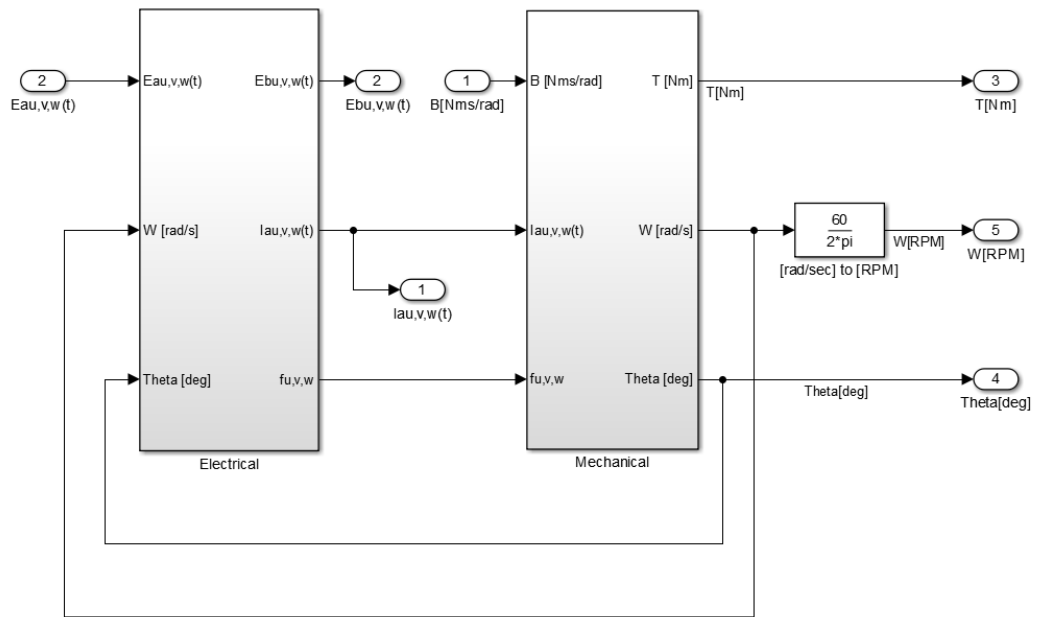 2
Eau,v,w(t)
Eau,v,w(t)
Ebu,v,w(t)
W [rad/s]
Iau,v,w(t)
Theta [deg]
fu,v,w
Electrical
2
Ebu,v,w(t)
1
Iau,v,w(t)
1
B[Nms/rad]
B [Nms/rad]
T [Nm]
Iau,v,w(t)
W [rad/s]
fu,v,w
Theta [deg]
Mechanical
T[Nm]
3
T[Nm]
60
2*pi
[rad/sec] to [RPM]
W[RPM]
5
W[RPM]
Theta[deg]
4
Theta[deg]